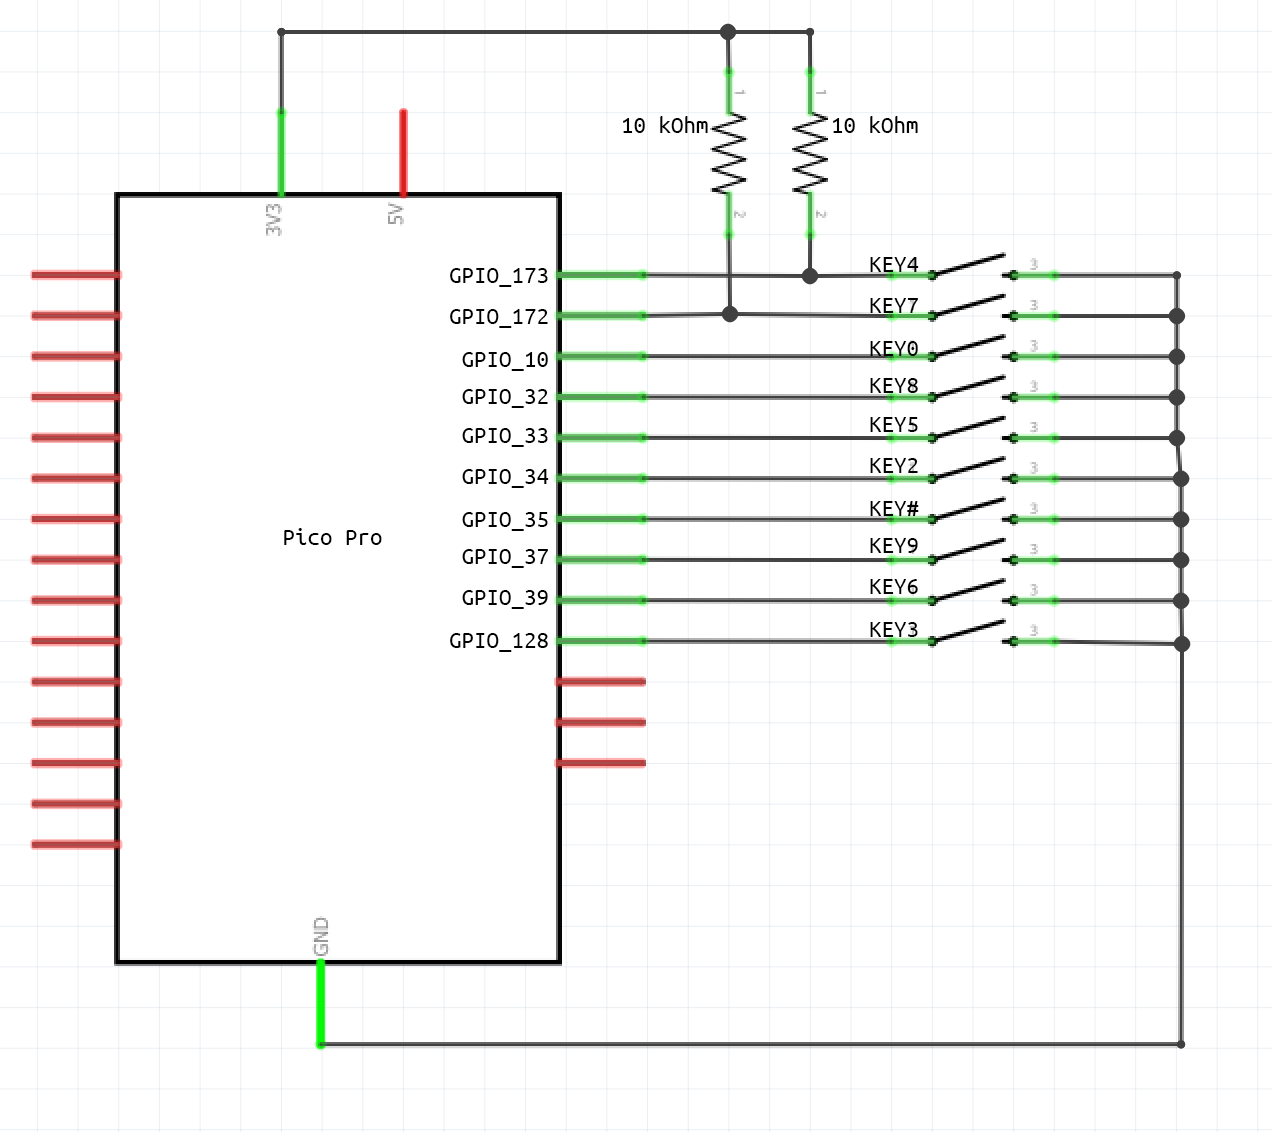 1
1
10 kOhm
10 kOhm
3V3
5V
2
2
GPIO_173
KEY4
3
GPIO_172
KEY7
3
GPIO_10
KEY0
3
GPIO_32
KEY8
3
GPIO_33
KEY5
3
GPIO_34
KEY2
3
GPIO_35
KEY#
3
Pico Pro
GPIO_37
KEY9
3
GPIO_39
KEY6
3
GPIO_128
KEY3
3
GND